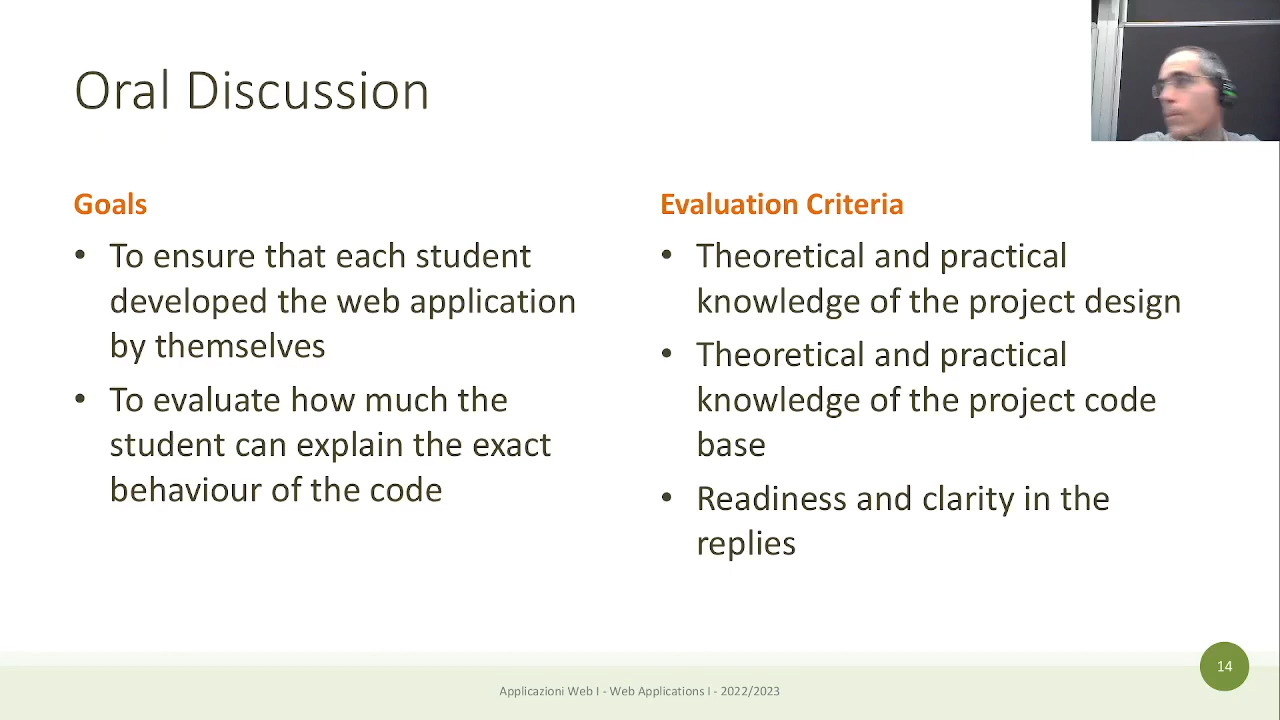 Oral Discussion
Goals
• To ensure that each student
developed the web application
by themselves
• To evaluate how much the
student can explain the exact
behaviour of the code
Evaluation Criteria
• Theoretical and practical
knowledge of the project design
• Theoretical and practical
knowledge of the project code
base
• Readiness and clarity in the
replies
Applicazioni Web I - Web Applications I - 2022/2023
14